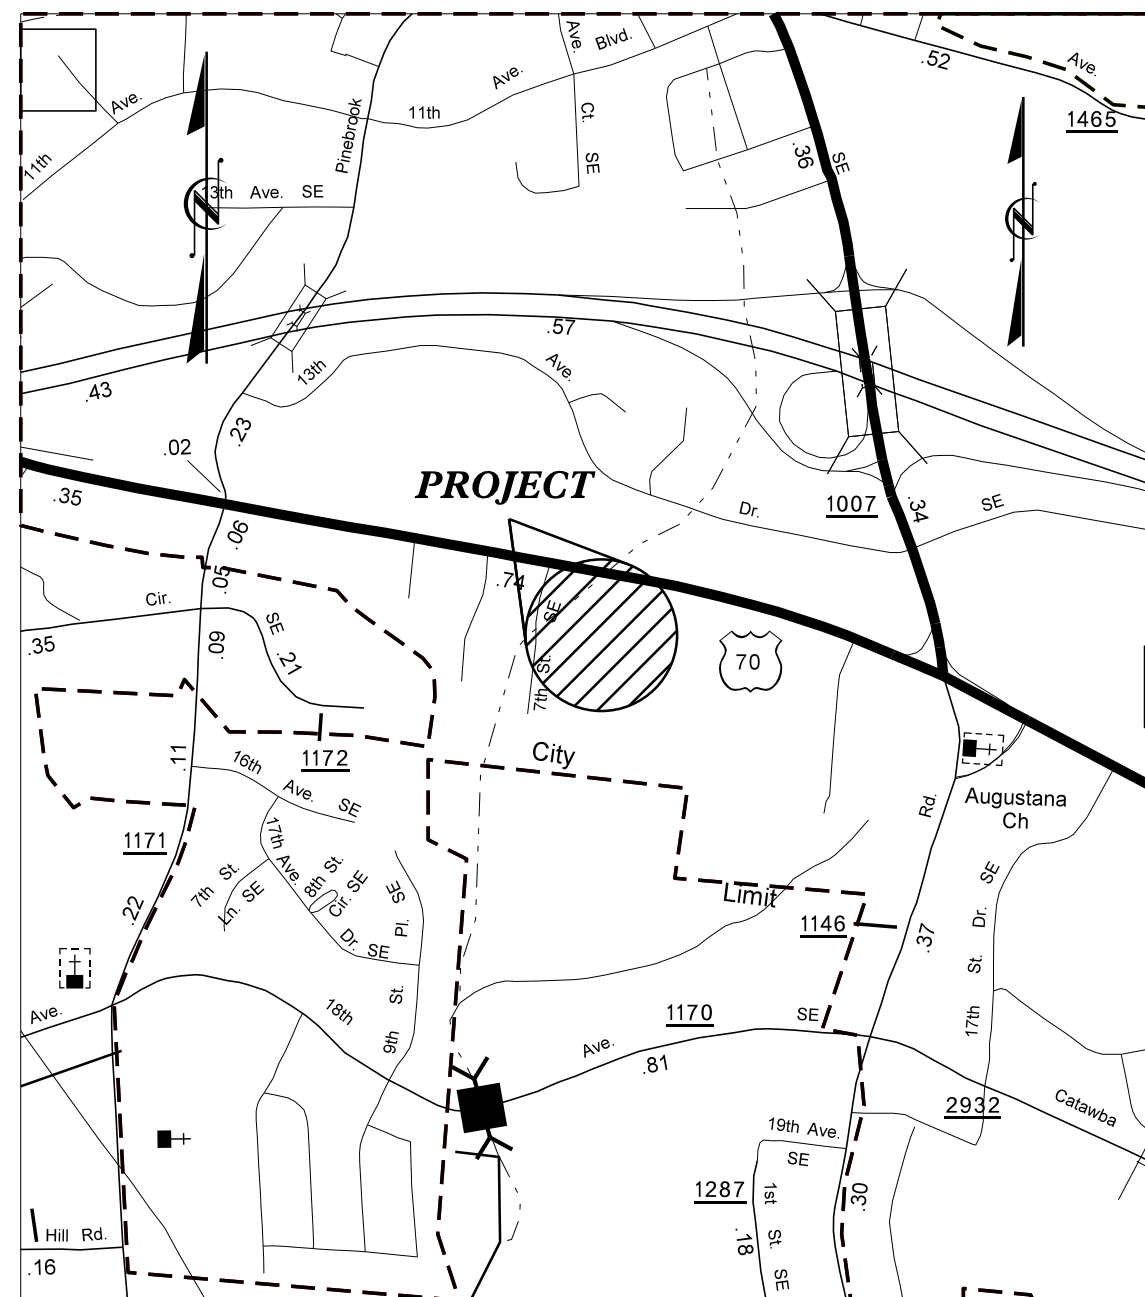 Ave.
Blvd.
.52
Ave.
Ave.
Ave.
1465
11th
Pinebrook
Ct.
SE
.36
SE
11th
13th Ave. SE
.57
.43
13th
Ave.
.23
.02
PROJECT
.35
1007
.34
SE
Dr.
.06
.05
.74
Cir.
SE
.21
.35
.09
SE
7th St.
70
City
.11
16th
Ave.
SE
1172
Rd.
Augustana
Ch
1171
17th Ave.
7th St.
Ln. SE
8th St.
Cir. SE
SE
Pl.
Dr. SE
Limit
1146
.37
SE
Dr.
St.
17th
.22
Ave.
18th
St.
9th
Ave.
1170
SE
.81
2932
Catawba
19th Ave.
SE
1287
1st
St.
SE
.18
.30
Hill Rd.
.16